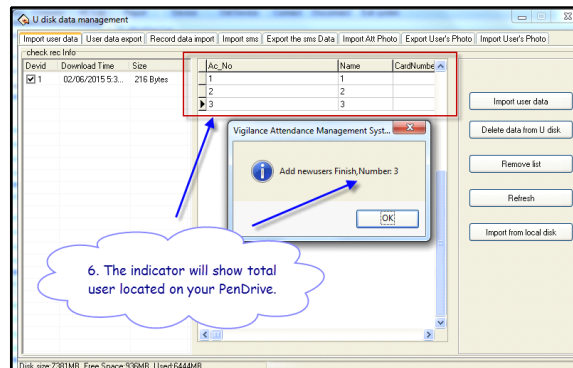 U disk data management
Import user data User data export Record data import Import sms Export the sms Data Import Att Photo Export User's Photo Import User's Photo
check rec Info
Devid Download Time Size
1 02/06/2015 5:3... 216 Bytes
Ac_No Name CardNumbe
1 1
2 2
3 3
Import user data
Delete data from U disk
Remove list
Refresh
Import from local disk
Vigilance Attendance Management Syst...
Add newusers Finish,Number: 3
OK
6. The indicator will show total
user located on your PenDrive.
Disk size:7381MB, Free Space:936MB, Used:6444MB